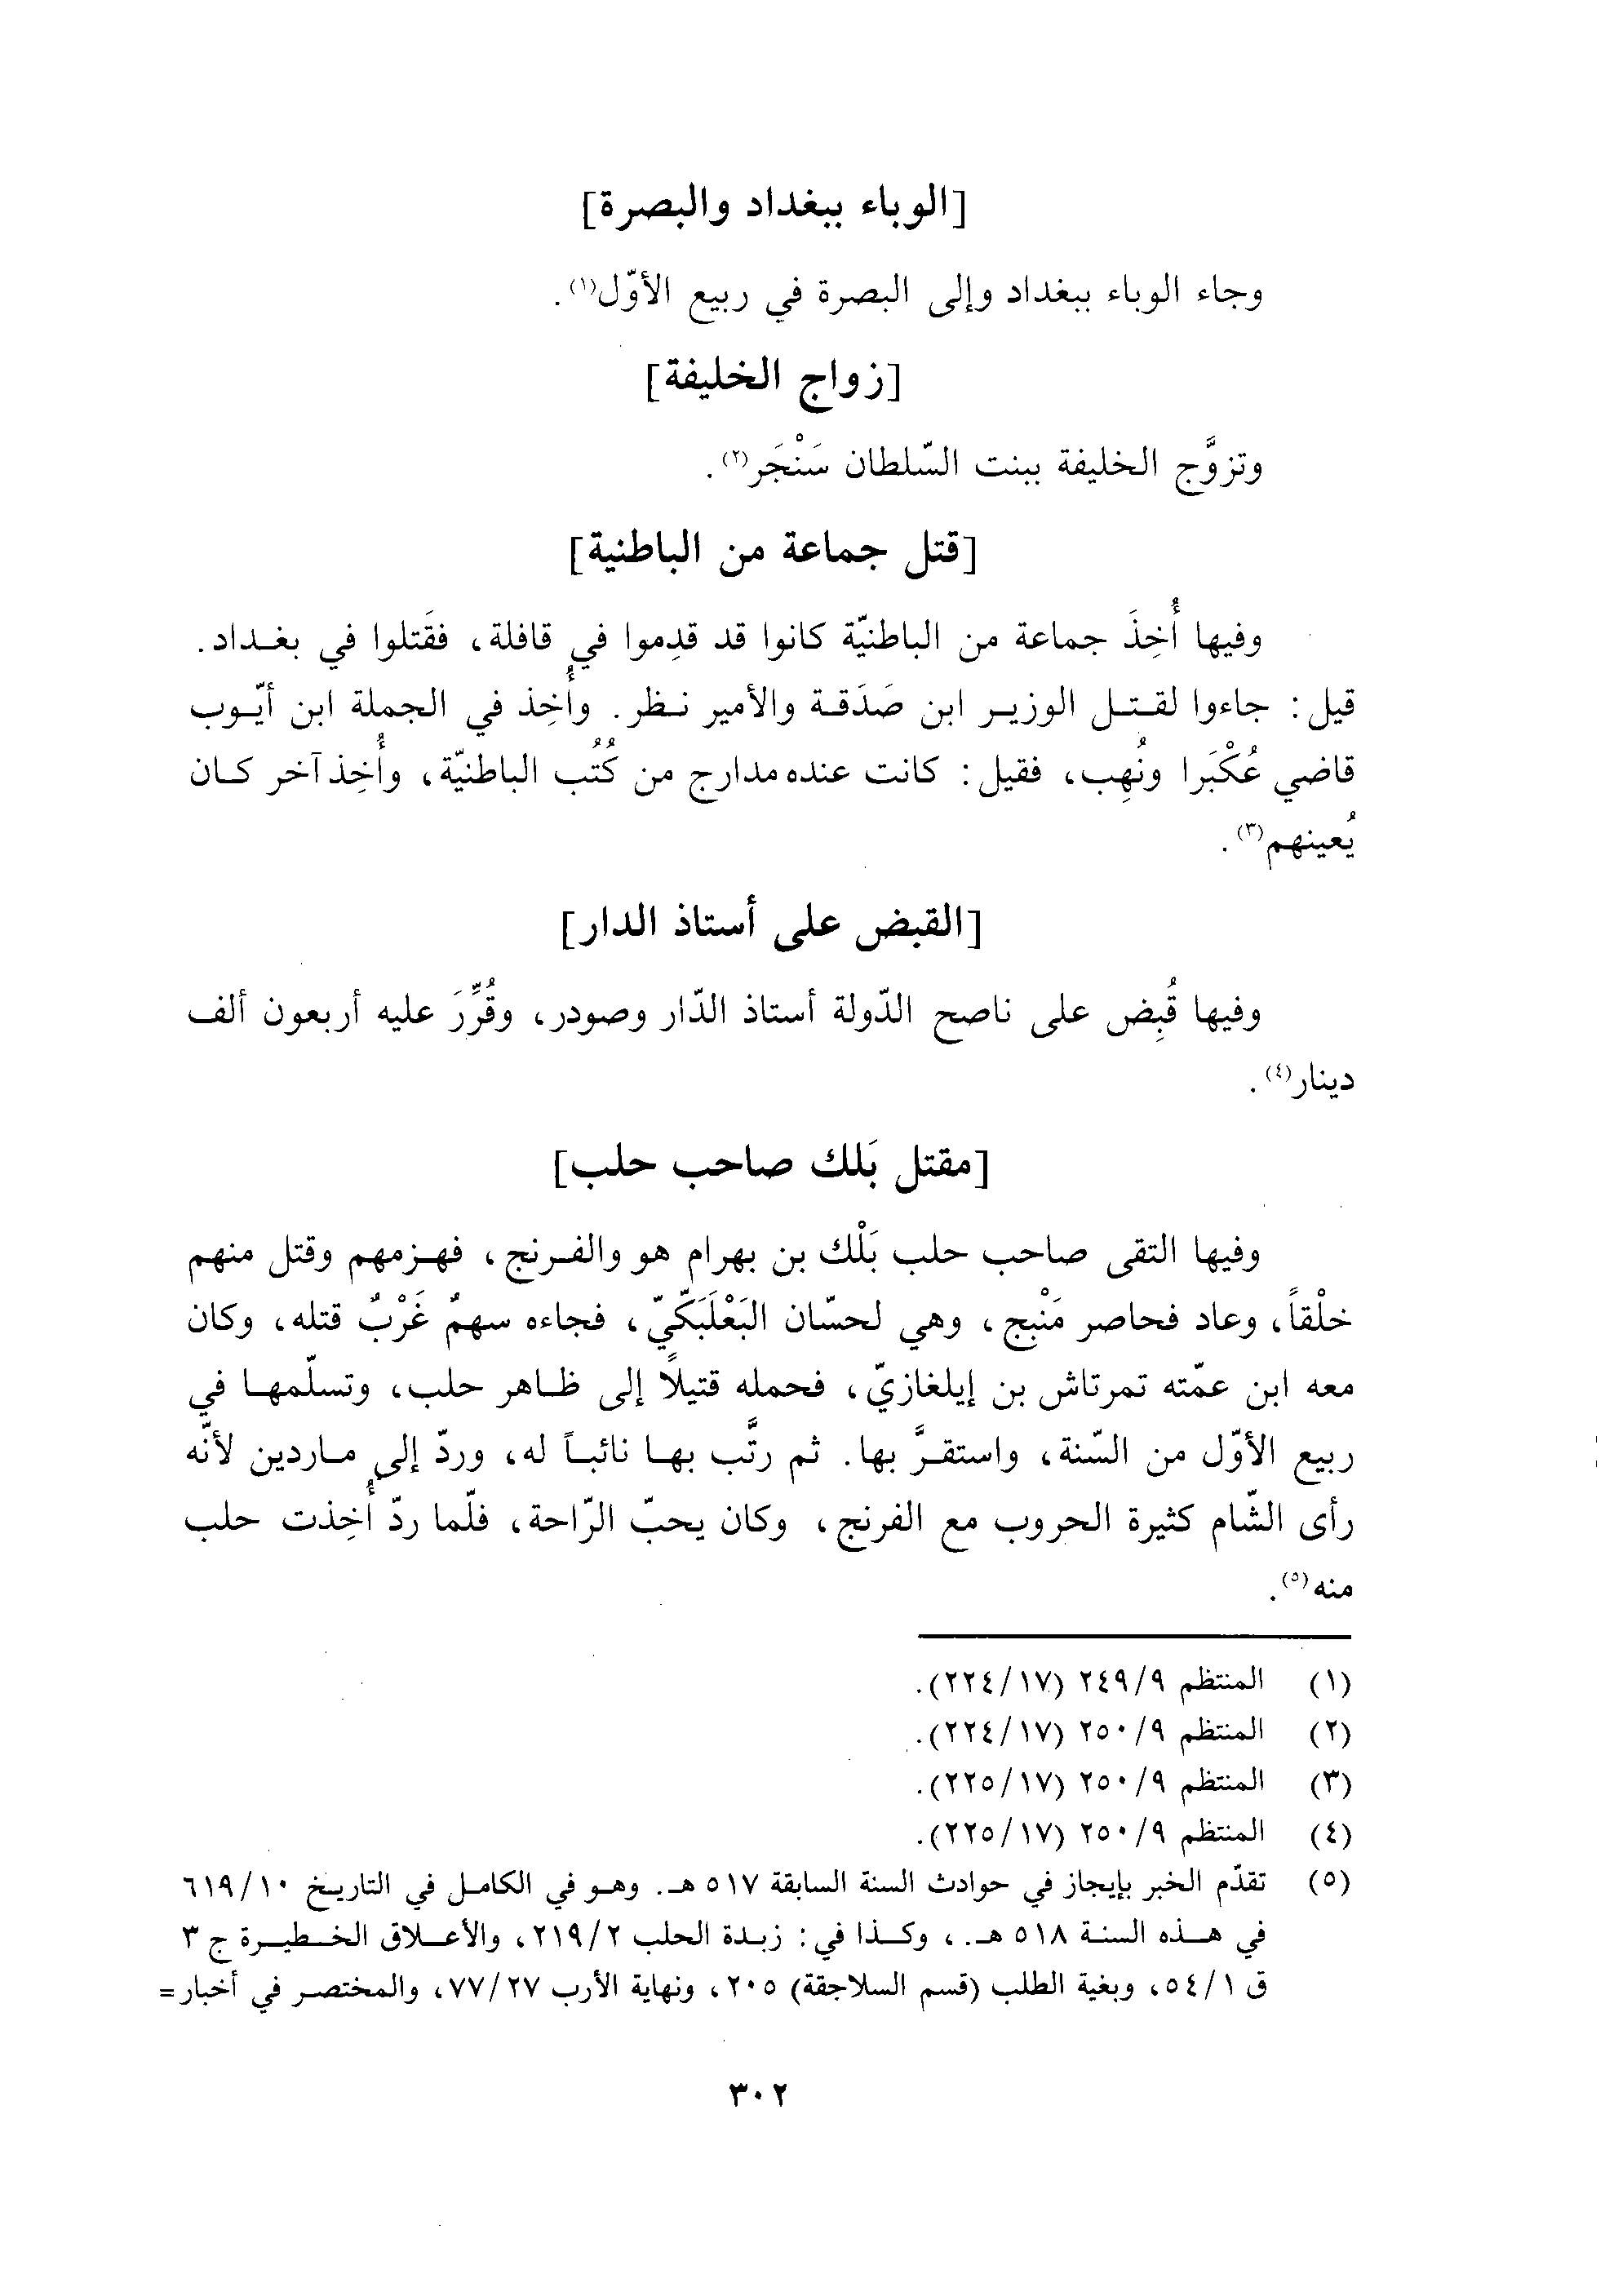 [الوباء ببغداد والبصرة]
وجاء الوباء ببغداد وإلى البصرة في ربيع الأوّل(١).
[زواج الخليفة]
وتزوَّج الخليفة ببنت السّلطان سَنْجَر(٢).
[قتل جماعة من الباطنية]
وفيها أُخِذَ جماعة من الباطنيّة كانوا قد قدِموا في قافلة، فقَتلوا في بغداد.
قيل: جاءوا لقتل الوزير ابن صَدَقة والأمير نظر. وأُخِذ في الجملة ابن أيّوب
قاضي عُكْبَرا ونُهِب، فقيل: كانت عنده مدارج من كُتُب الباطنيّة، وأُخِذ آخر كان
يُعينهم(٣).
[القبض على أستاذ الدار]
وفيها قُبِض على ناصح الدّولة أستاذ الدّار وصودر، وقُرِّرَ عليه أربعون ألف
دينار(٤).
[مقتل بَلك صاحب حلب]
وفيها التقى صاحب حلب بَلْك بن بهرام هو والفرنج، فهزمهم وقتل منهم
خلْقاً، وعاد فحاصر مَنْبج، وهي لحسّان البَعْلَبَكّيّ، فجاءه سهمٌ غَرْبٌ قتله، وكان
معه ابن عمّته تمرتاش بن إيلغازيّ، فحمله قتيلًا إلى ظاهر حلب، وتسلّمها في
ربيع الأوّل من السّنة، واستقرَّ بها. ثم رتَّب بها نائباً له، وردّ إلى ماردين لأنّه
رأى الشّام كثيرة الحروب مع الفرنج، وكان يحبّ الرّاحة، فلّما ردّ أُخِذت حلب
منه(٥).
(١) المنتظم ٢٤٩/٩ (٢٢٤/١٧).
(٢) المنتظم ٢٥٠/٩ (٢٢٤/١٧).
(٣) المنتظم ٢٥٠/٩ (٢٢٥/١٧).
(٤) المنتظم ٢٥٠/٩ (٢٢٥/١٧).
(٥) تقدّم الخبر بإيجاز في حوادث السنة السابقة ٥١٧ هـ. وهو في الكامل في التاريخ ٦١٩/١٠
في هذه السنة ٥١٨ هـ.، وكذا في: زبدة الحلب ٢١٩/٢، والأعلاق الخطيرة ج ٣
ق ٥٤/١، وبغية الطلب (قسم السلاجقة) ٢٠٥، ونهاية الأرب ٧٧/٢٧، والمختصر في أخبار=
٣٠٢